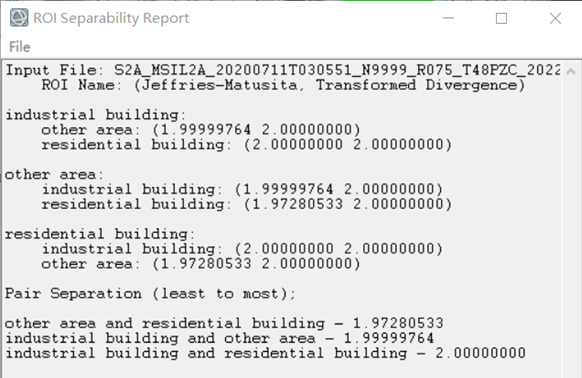 ROI Separability Report
File
Input File: S2A_MSIL2A_20200711T030551_N9999_R075_T48PZC_2022
ROI Name: (Jeffries-Matusita, Transformed Divergence)
industrial building:
other area: (1.99999764 2.00000000)
residential building: (2.00000000 2.00000000)
other area:
industrial building: (1.99999764 2.00000000)
residential building: (1.97280533 2.00000000)
residential building:
industrial building: (2.00000000 2.00000000)
other area: (1.97280533 2.00000000)
Pair Separation (least to most);
other area and residential building - 1.97280533
industrial building and other area - 1.99999764
industrial building and residential building - 2.00000000